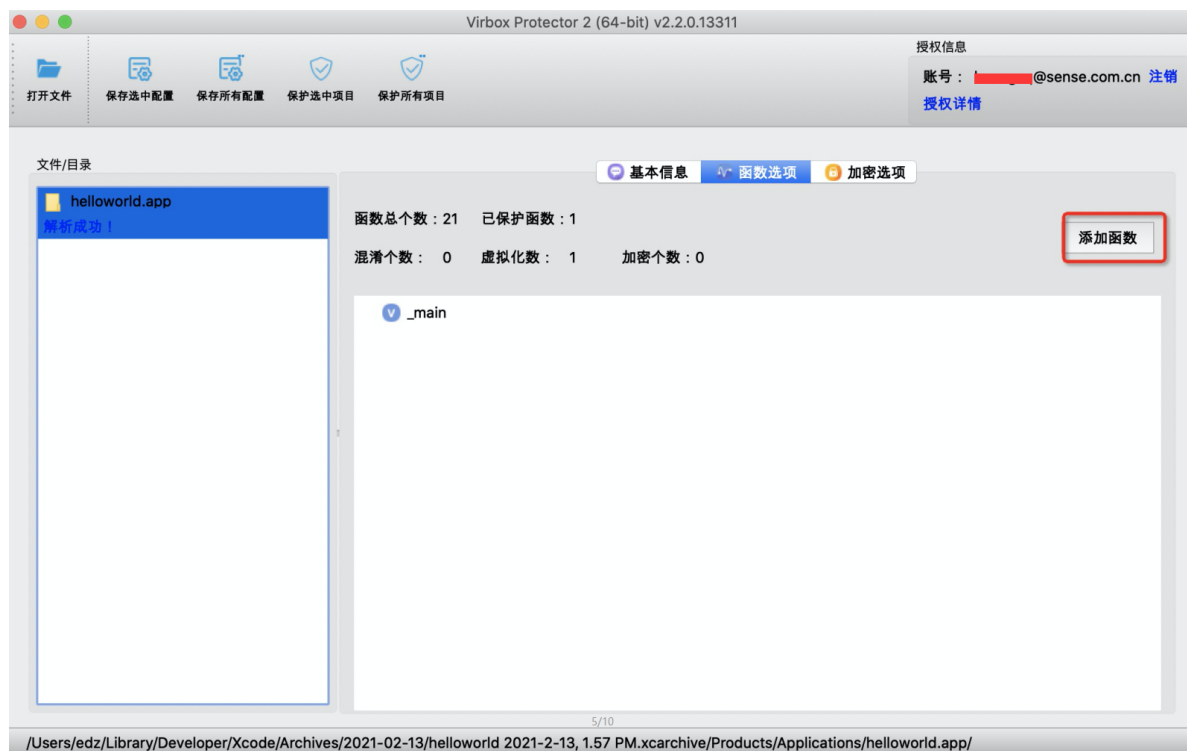 Virbox Protector 2 (64-bit) v2.2.0.13311
打开文件 保存选中配置 保存所有配置 保护选中项目 保护所有项目
授权信息
账号： @sense.com.cn 注销
授权详情
文件/目录
helloworld.app
解析成功！
基本信息 函数选项 加密选项
函数总个数：21 已保护函数：1
混淆个数： 0 虚拟化数： 1 加密个数：0
添加函数
V _main
5/10
/Users/edz/Library/Developer/Xcode/Archives/2021-02-13/helloworld 2021-2-13, 1.57 PM.xcarchive/Products/Applications/helloworld.app/